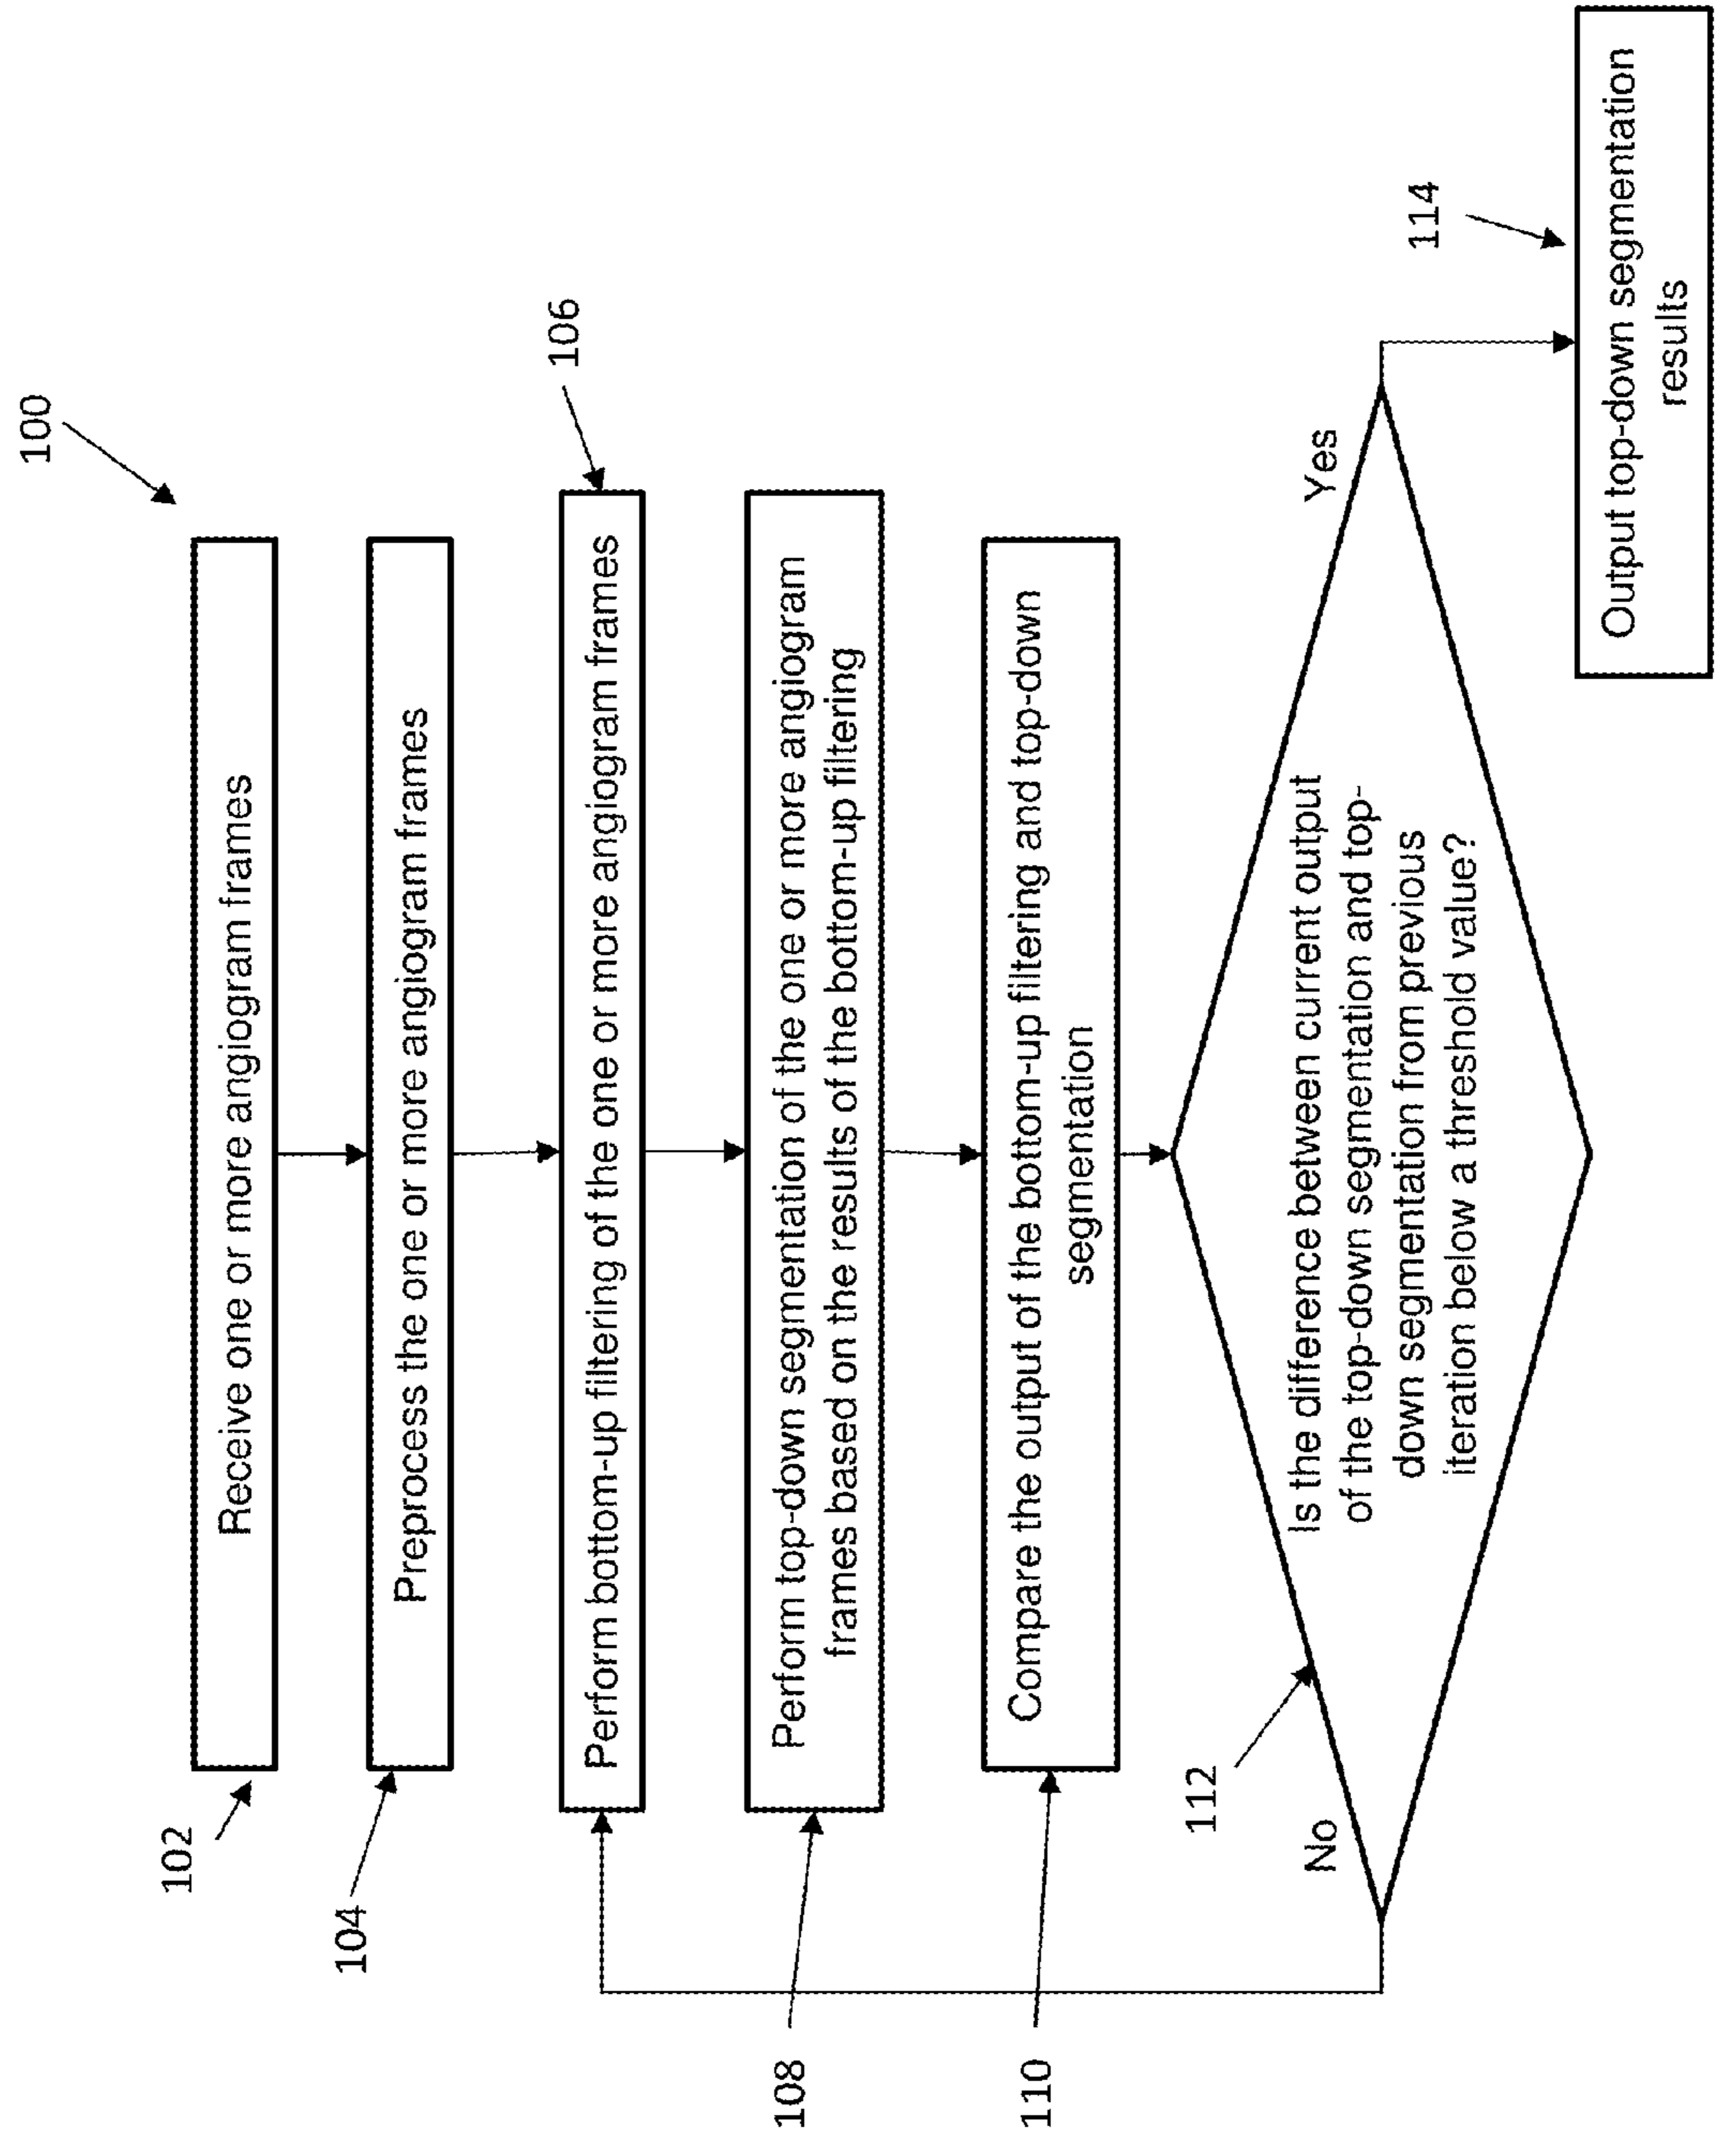 100
102
Receive one or more angiogram frames
104
Preprocess the one or more angiogram frames
106
Perform bottom-up filtering of the one or more angiogram frames
108
Perform top-down segmentation of the one or more angiogram
frames based on the results of the bottom-up filtering
110
Compare the output of the bottom-up filtering and top-down
segmentation
112
No
Is the difference between current output
of the top-down segmentation and top-
down segmentation from previous
iteration below a threshold value?
Yes
114
Output top-down segmentation
results